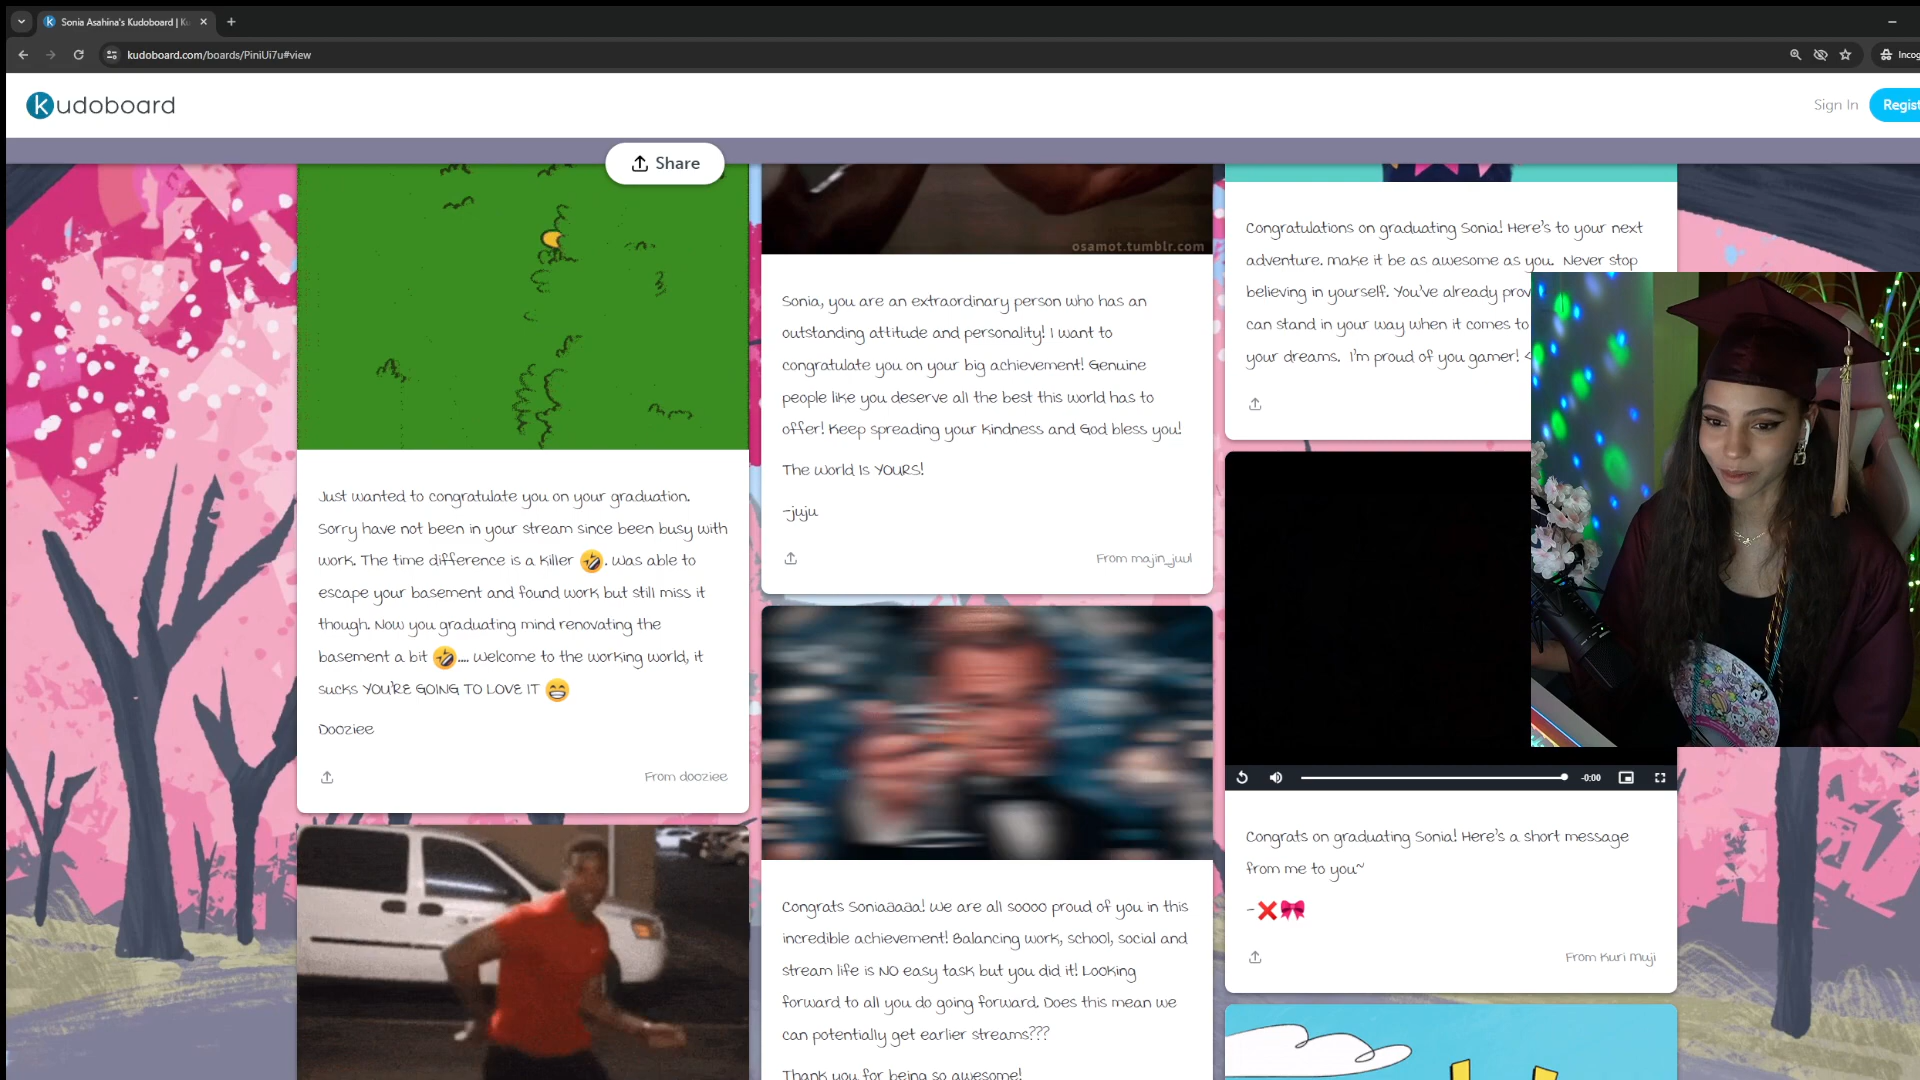 Sonia Asahina's Kudoboard | Ku
kudoboard.com/boards/PiniUi7u#view
Incog
kudoboard
Sign In
Regist
Share
Just wanted to congratulate you on your graduation.
Sorry have not been in your stream since been busy with
work. The time difference is a killer 🤣. Was able to
escape your basement and found work but still miss it
though. Now you graduating mind renovating the
basement a bit 🤣.... Welcome to the working world, it
sucks YOU'RE GOING TO LOVE IT 😁
Dooziee
From dooziee
osamot.tumblr.com
Sonia, you are an extraordinary person who has an
outstanding attitude and personality! I want to
congratulate you on your big achievement! Genuine
people like you deserve all the best this world has to
offer! Keep spreading your kindness and God bless you!
The World Is YOURS!
-juju
From majin_juul
Congrats Soniaaaaa! We are all soooo proud of you in this
incredible achievement! Balancing work, school, social and
stream life is NO easy task but you did it! Looking
forward to all you do going forward. Does this mean we
can potentially get earlier streams???
Thank you for being so awesome!
Congratulations on graduating Sonia! Here's to your next
adventure. make it be as awesome as you. Never stop
believing in yourself. You've already prov
can stand in your way when it comes to
your dreams. I'm proud of you gamer! <
-0:00
Congrats on graduating Sonia! Here's a short message
from me to you~
-❌🎀
From Kuri Muji